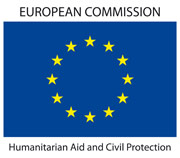 EUROPEAN COMMISSION
Humanitarian Aid and Civil Protection